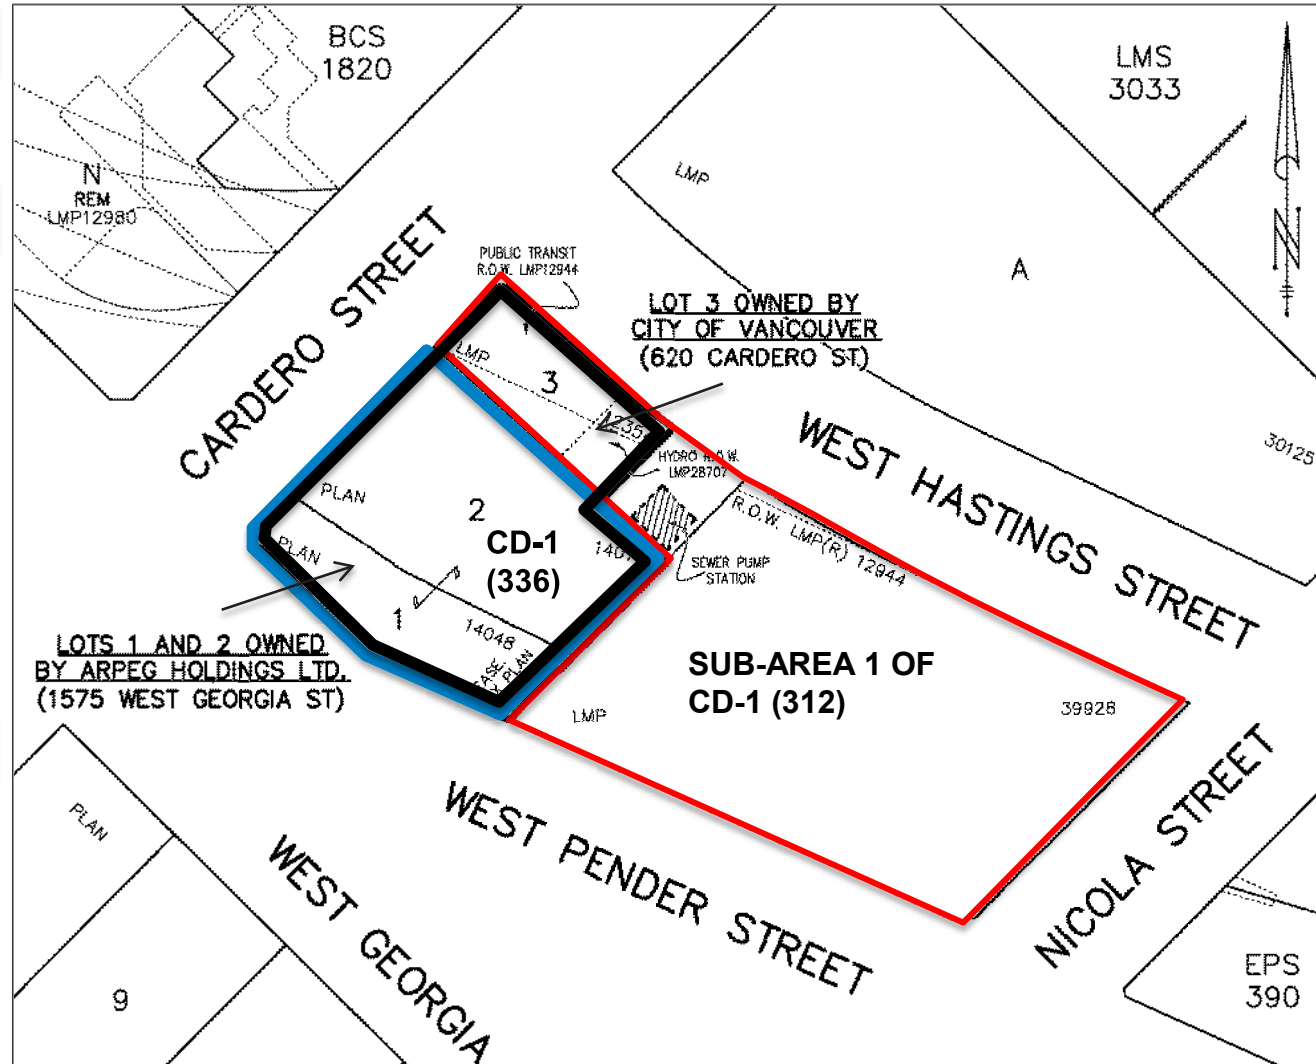 BCS
1820
LMS
3033
N
REM
LMP12980
LMP
N
A
PUBLIC TRANSIT
R.O.W. LMP12944
CARDERO STREET
LOT 3 OWNED BY
CITY OF VANCOUVER
(620 CARDERO ST.)
LMP
3
WEST HASTINGS STREET
30125
HYDRO R.O.W.
LMP28707
PLAN
2
R.O.W. LMP(R) 12944
CD-1
(336)
PLAN
SEWER PUMP
STATION
1
14048
PLAN
LOTS 1 AND 2 OWNED
BY ARPEG HOLDINGS LTD.
(1575 WEST GEORGIA ST)
SUB-AREA 1 OF
CD-1 (312)
LMP
39928
NICOLA STREET
WEST PENDER STREET
PLAN
WEST GEORGIA
9
EPS
390